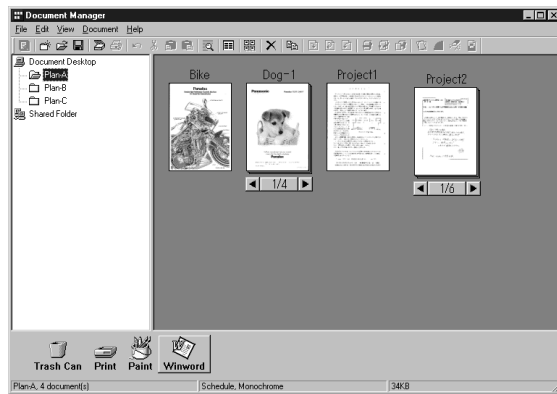 Document Manager
File Edit View Document Help
Document Desktop
Plan-A
Plan-B
Plan-C
Shared Folder
Bike
Dog-1
Project1
Project2
Panasonic
1/4
1/6
Trash Can
Print
Paint
Winword
Plan-A, 4 document(s)
Schedule, Monochrome
34KB